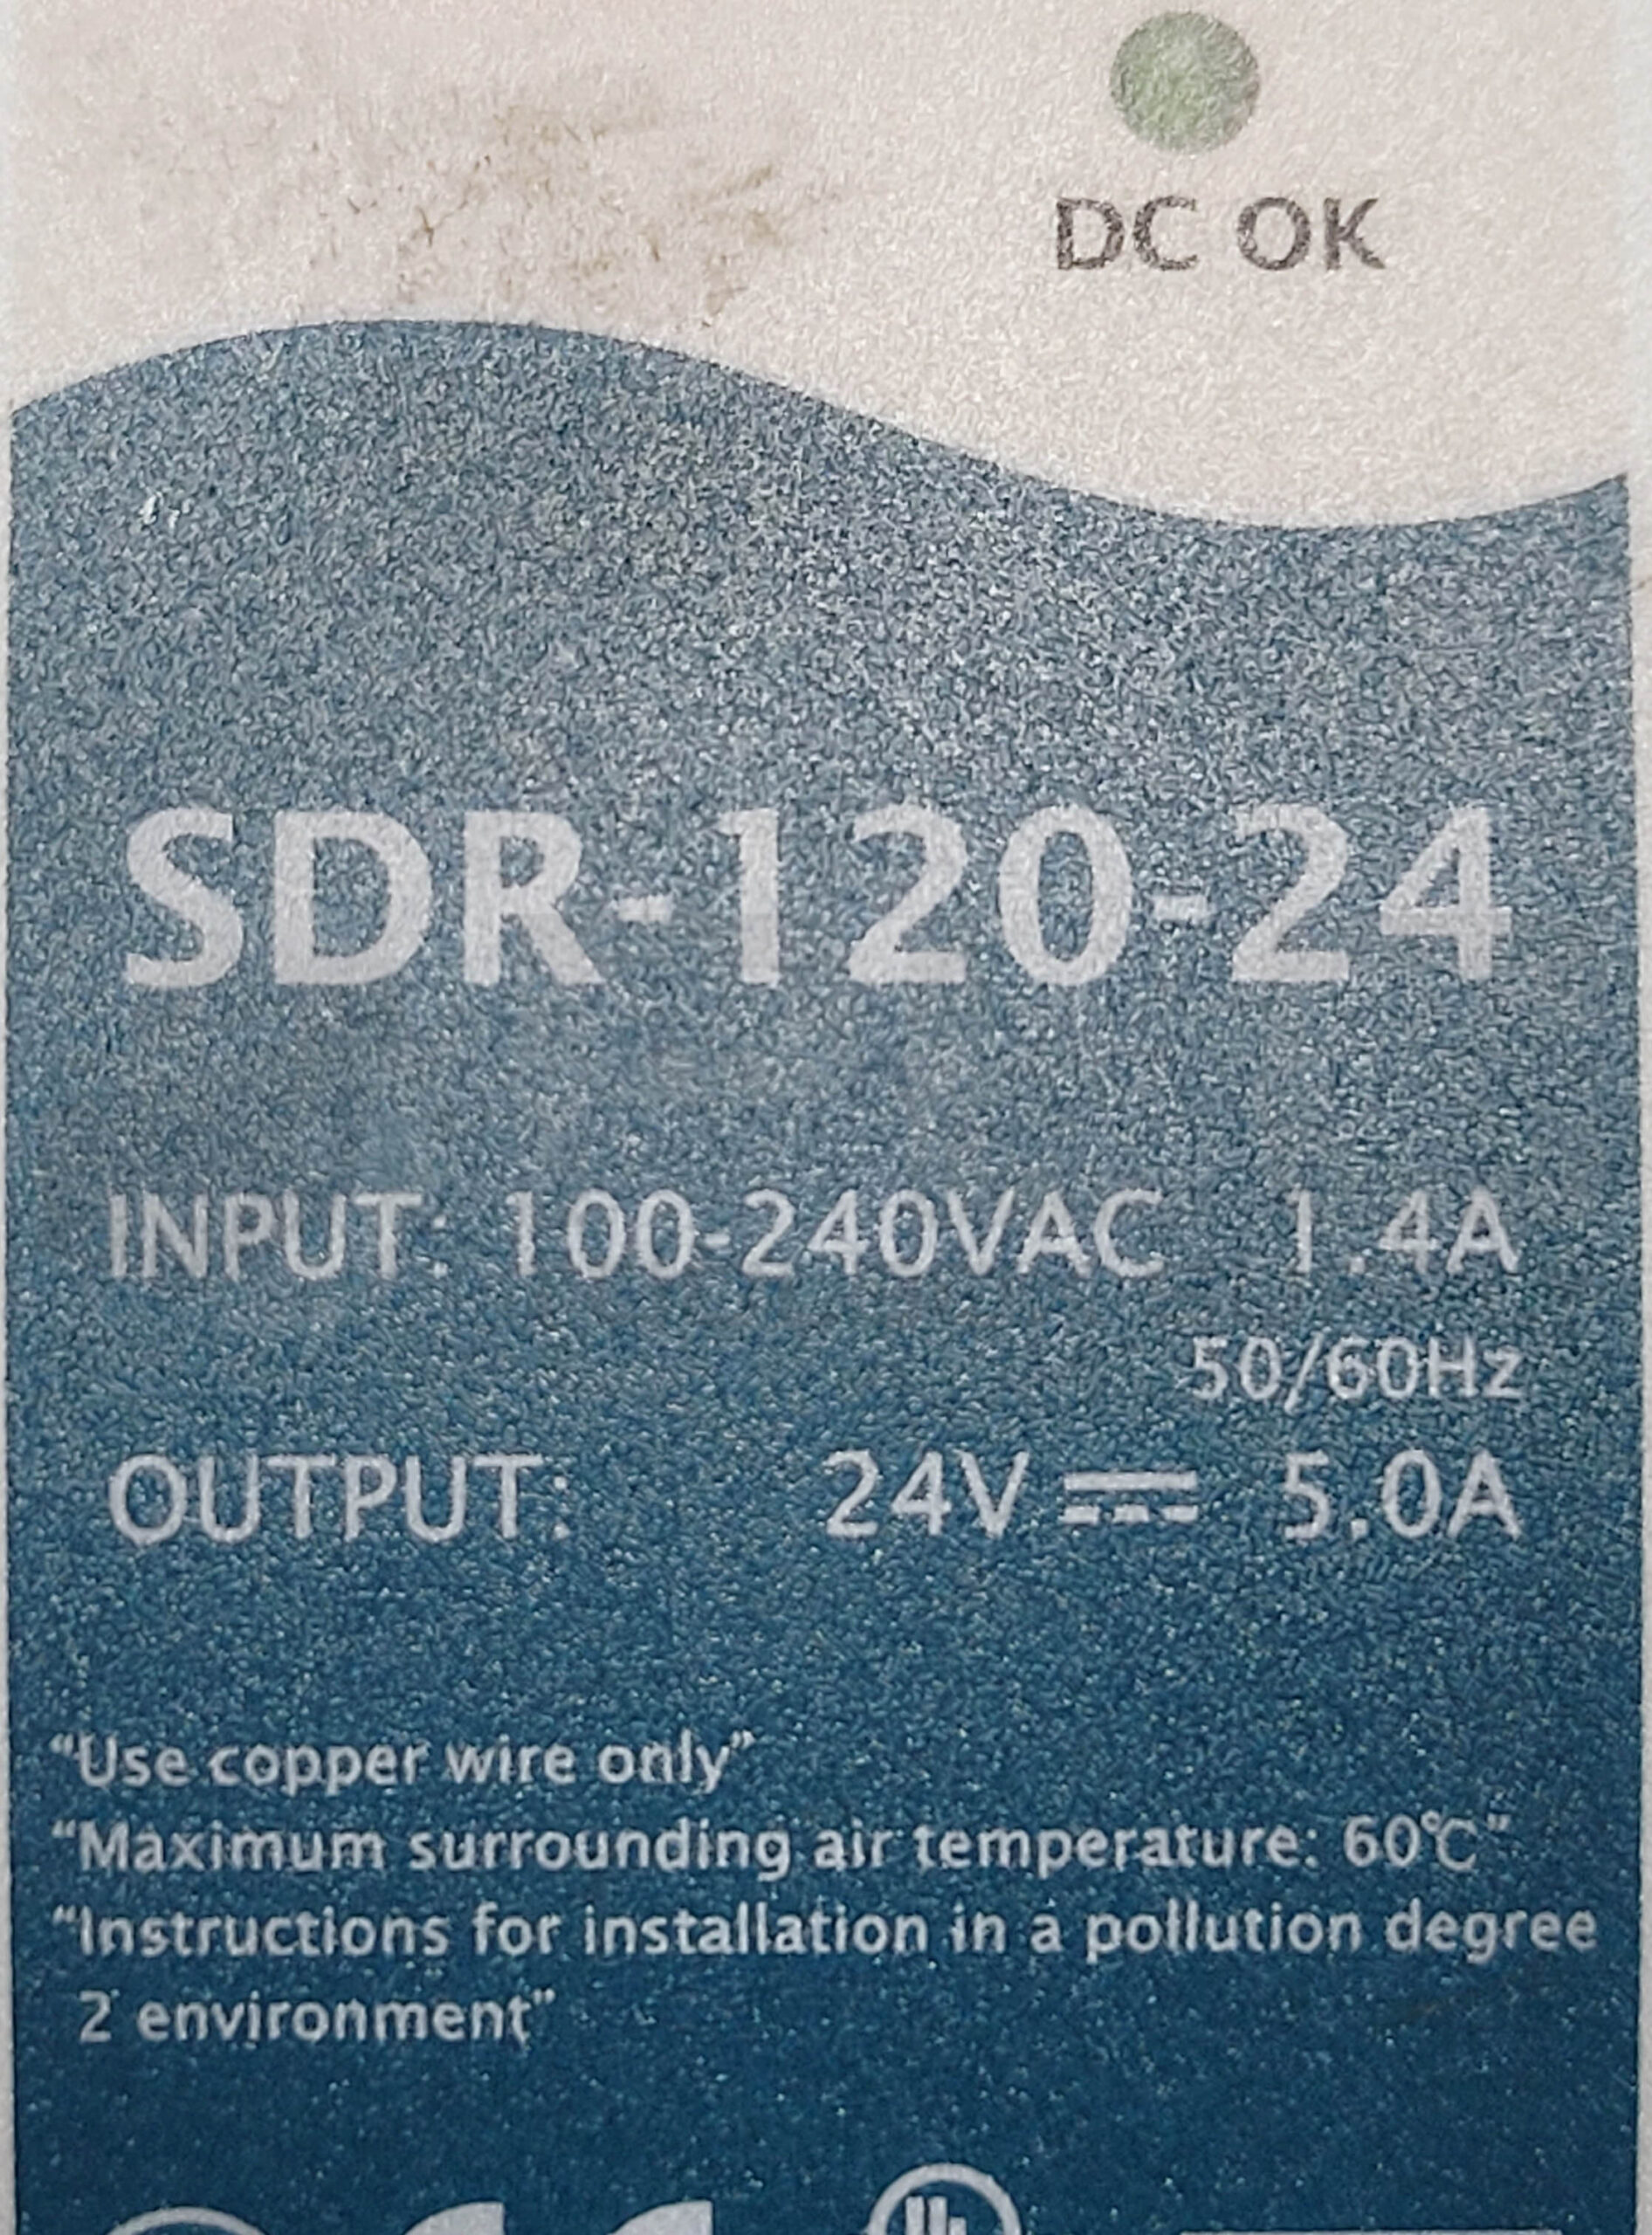 DC OK
SDR-120-24
INPUT: 100-240VAC 1.4A
50/60Hz
OUTPUT: 24V ⎓ 5.0A
“Use copper wire only”
“Maximum surrounding air temperature: 60℃”
“Instructions for installation in a pollution degree
2 environment”